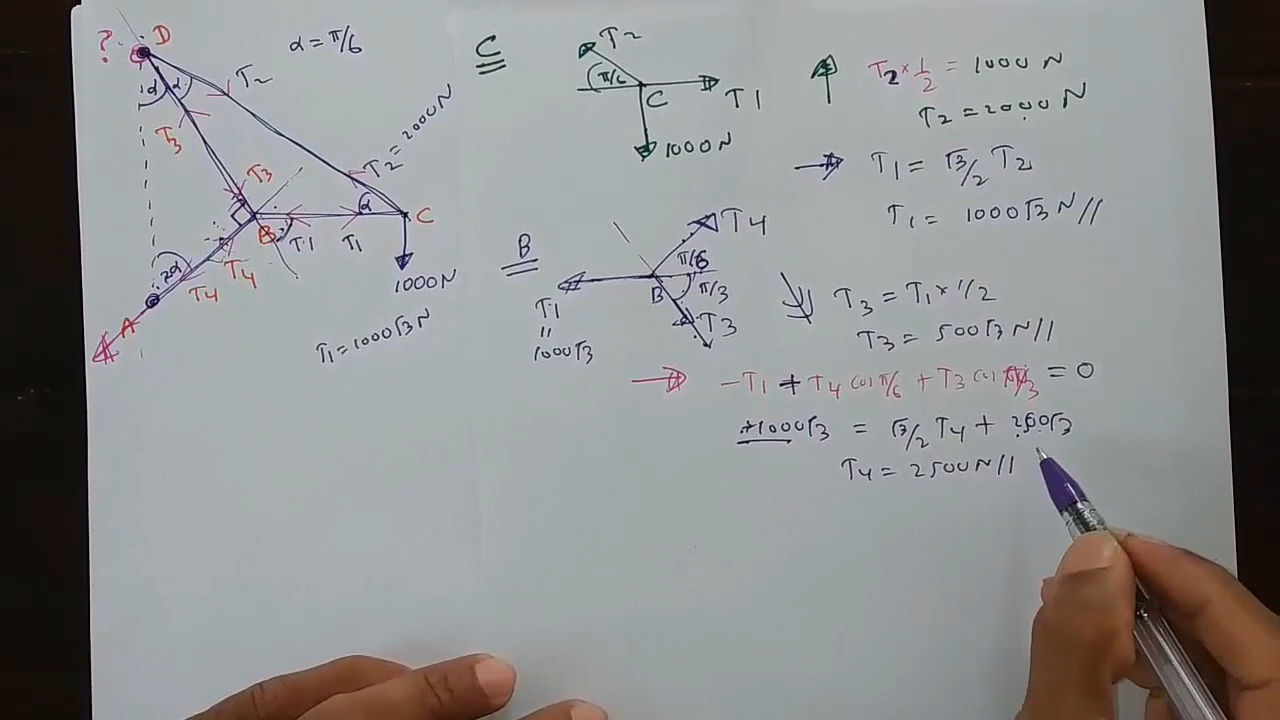 ? D
α = π/6
α α
T2
T3
T3
T2 = 2000N
α
C
B
T1 T1
T4
2α
T4
A
1000N
T1 = 1000√3 N
C
T2
C
T1
1000N
T2 × 1/2 = 1000 N
T2 = 2000 N
T1 = √3/2 T2
T1 = 1000√3 N //
B
T4
π/6
π/3
B
T3
T1
"
1000√3
T3 = T1 × 1/2
T3 = 500√3 N //
-T1 + T4 cos π/6 + T3 cos π/3 = 0
1000√3 = √3/2 T4 + 250√3
T4 = 2500N //